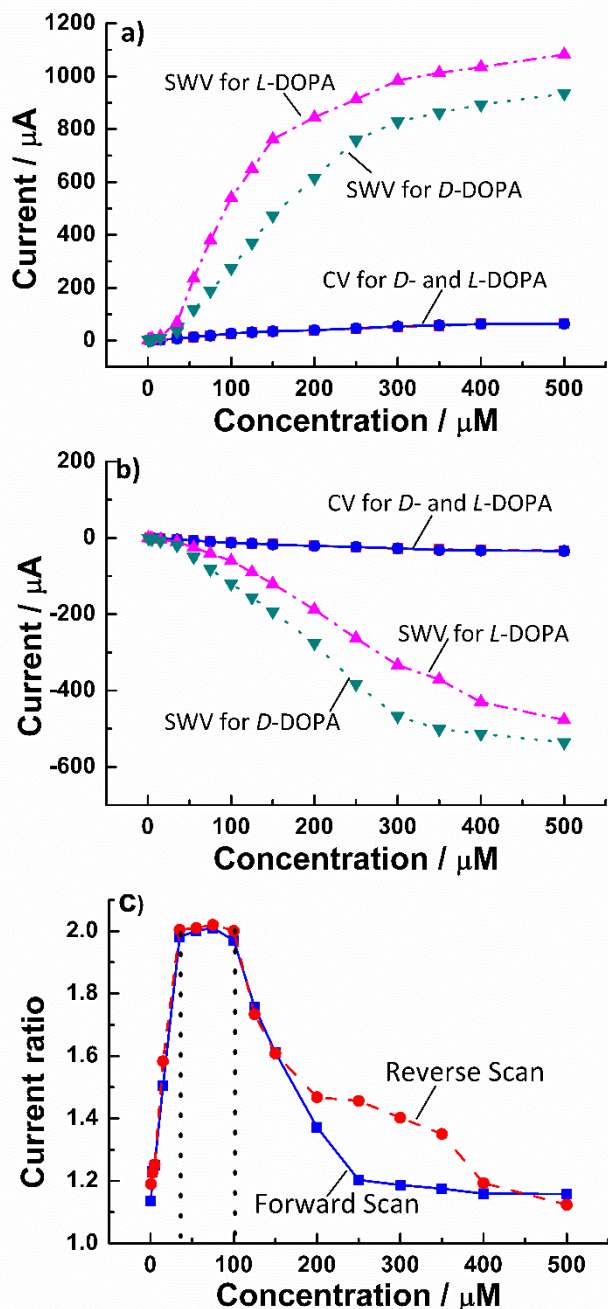 a)
1200
1000
800
600
400
200
0
Current / μA
SWV for L-DOPA
SWV for D-DOPA
CV for D- and L-DOPA
0 100 200 300 400 500
Concentration / μM
b)
200
0
-200
-400
-600
Current / μA
CV for D- and L-DOPA
SWV for L-DOPA
SWV for D-DOPA
0 100 200 300 400 500
Concentration / μM
C)
2.0
1.8
1.6
1.4
1.2
1.0
Current ratio
Reverse Scan
Forward Scan
0 100 200 300 400 500
Concentration / μM